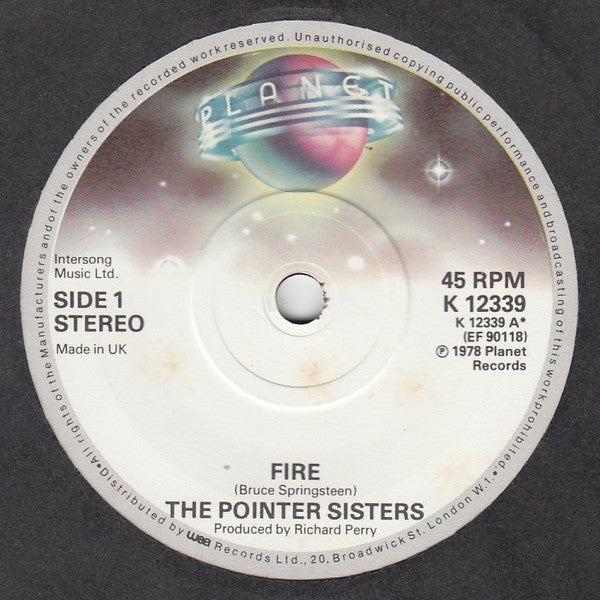 All rights of the Manufacturers and of the owners of the recorded work reserved. Unauthorised copying public performance and broadcasting of this work prohibited.
PLANET
TM
Intersong
Music Ltd.
SIDE 1
STEREO
Made in UK
45 RPM
K 12339
K 12339 A*
(EF 90118)
℗ 1978 Planet
Records
FIRE
(Bruce Springsteen)
THE POINTER SISTERS
Produced by Richard Perry
•Distributed by wea Records Ltd., 20, Broadwick St. London W1.•